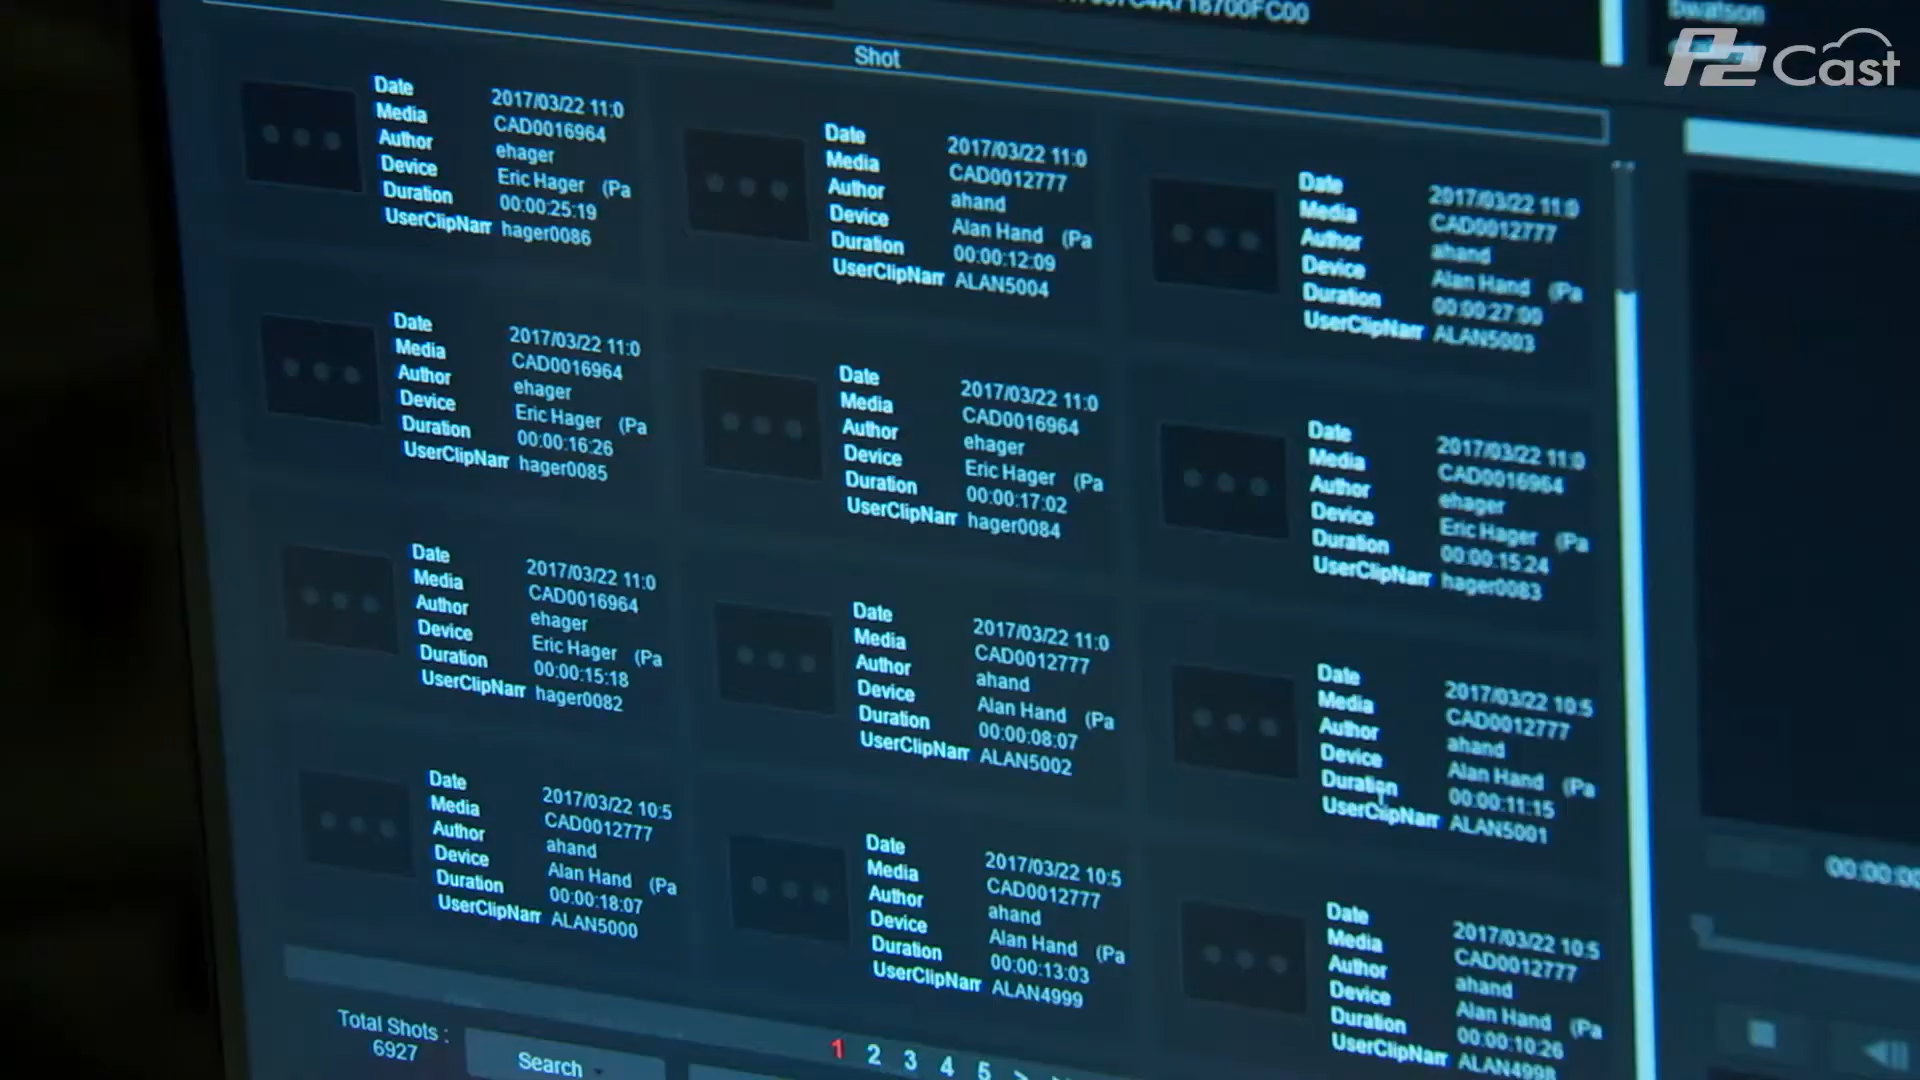 bwatson
P2 Cast
Shot
Date 2017/03/22 11:0
Media CAD0016964
Author ehager
Device Eric Hager (Pa
Duration 00:00:25:19
UserClipNam hager0086
Date 2017/03/22 11:0
Media CAD0012777
Author ahand
Device Alan Hand (Pa
Duration 00:00:12:09
UserClipNam ALAN5004
Date 2017/03/22 11:0
Media CAD0012777
Author ahand
Device Alan Hand (Pa
Duration 00:00:27:00
UserClipNam ALAN5003
Date 2017/03/22 11:0
Media CAD0016964
Author ehager
Device Eric Hager (Pa
Duration 00:00:16:26
UserClipNam hager0085
Date 2017/03/22 11:0
Media CAD0016964
Author ehager
Device Eric Hager (Pa
Duration 00:00:17:02
UserClipNam hager0084
Date 2017/03/22 11:0
Media CAD0016964
Author ehager
Device Eric Hager (Pa
Duration 00:00:15:24
UserClipNam hager0083
Date 2017/03/22 11:0
Media CAD0016964
Author ehager
Device Eric Hager (Pa
Duration 00:00:15:18
UserClipNam hager0082
Date 2017/03/22 11:0
Media CAD0012777
Author ahand
Device Alan Hand (Pa
Duration 00:00:08:07
UserClipNam ALAN5002
Date 2017/03/22 10:5
Media CAD0012777
Author ahand
Device Alan Hand (Pa
Duration 00:00:11:15
UserClipNam ALAN5001
Date 2017/03/22 10:5
Media CAD0012777
Author ahand
Device Alan Hand (Pa
Duration 00:00:18:07
UserClipNam ALAN5000
Date 2017/03/22 10:5
Media CAD0012777
Author ahand
Device Alan Hand (Pa
Duration 00:00:13:03
UserClipNam ALAN4999
Date 2017/03/22 10:5
Media CAD0012777
Author ahand
Device Alan Hand (Pa
Duration 00:00:10:26
UserClipNam ALAN4998
00:00:00
Total Shots :
6927
Search
1 2 3 4 5 >